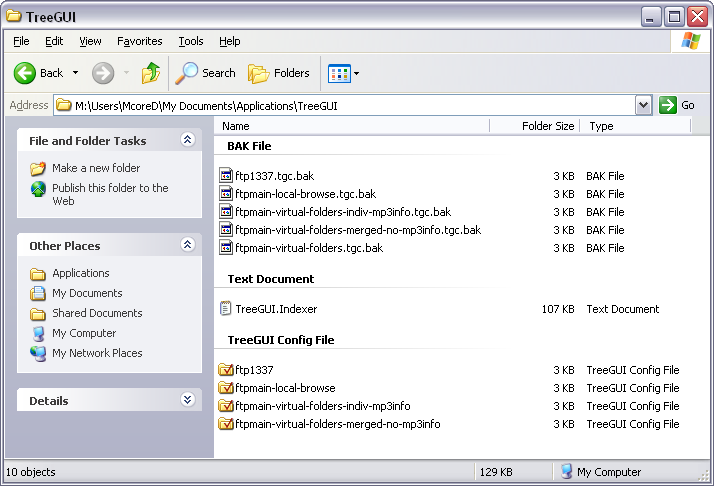 TreeGUI
File Edit View Favorites Tools Help
Back Search Folders
Address M:\Users\McoreD\My Documents\Applications\TreeGUI Go
File and Folder Tasks
Make a new folder
Publish this folder to the
Web
Other Places
Applications
My Documents
Shared Documents
My Computer
My Network Places
Details
Name Folder Size Type
BAK File
ftp1337.tgc.bak 3 KB BAK File
ftpmain-local-browse.tgc.bak 3 KB BAK File
ftpmain-virtual-folders-indiv-mp3info.tgc.bak 3 KB BAK File
ftpmain-virtual-folders-merged-no-mp3info.tgc.bak 3 KB BAK File
ftpmain-virtual-folders.tgc.bak 3 KB BAK File
Text Document
TreeGUI.Indexer 107 KB Text Document
TreeGUI Config File
ftp1337 3 KB TreeGUI Config File
ftpmain-local-browse 3 KB TreeGUI Config File
ftpmain-virtual-folders-indiv-mp3info 3 KB TreeGUI Config File
ftpmain-virtual-folders-merged-no-mp3info 3 KB TreeGUI Config File
10 objects 129 KB My Computer